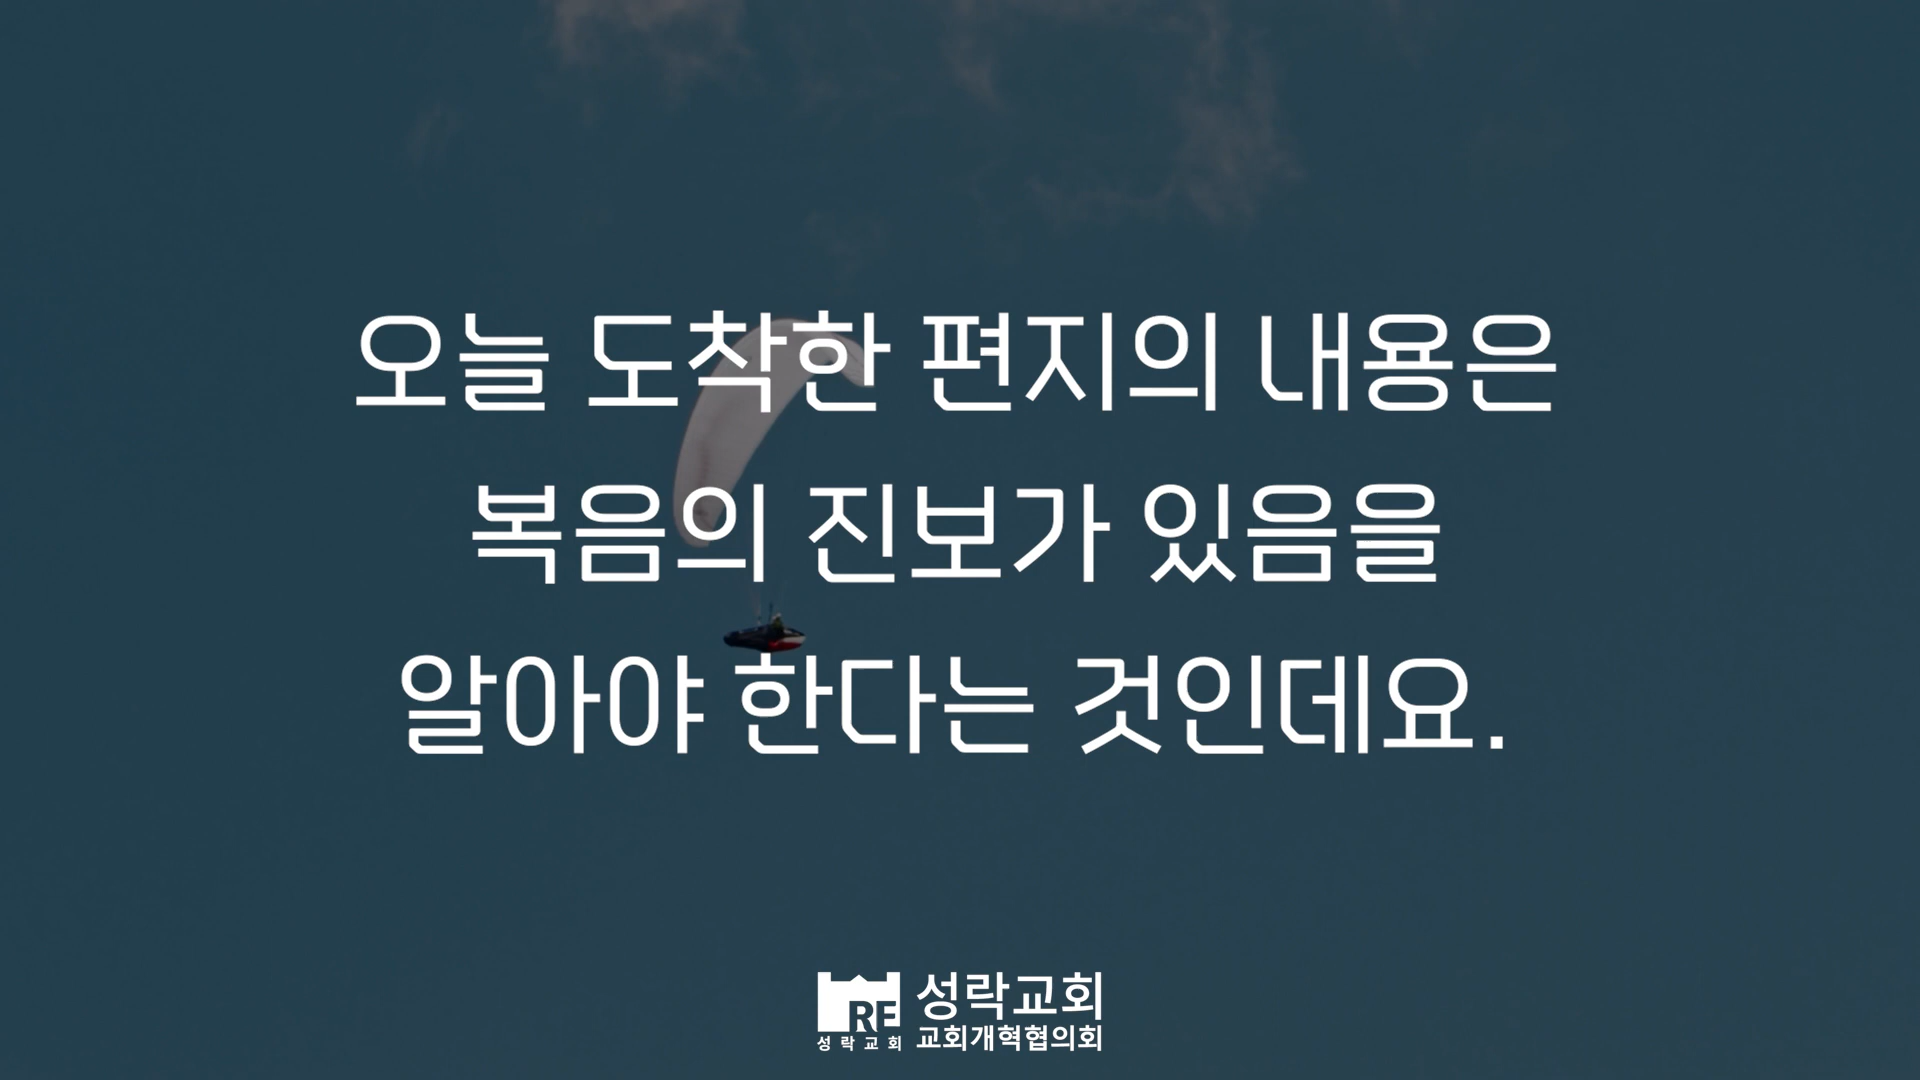 오늘 도착한 편지의 내용은
복음의 진보가 있음을
알아야 한다는 것인데요.
RE
성락교회
성락교회
교회개혁협의회